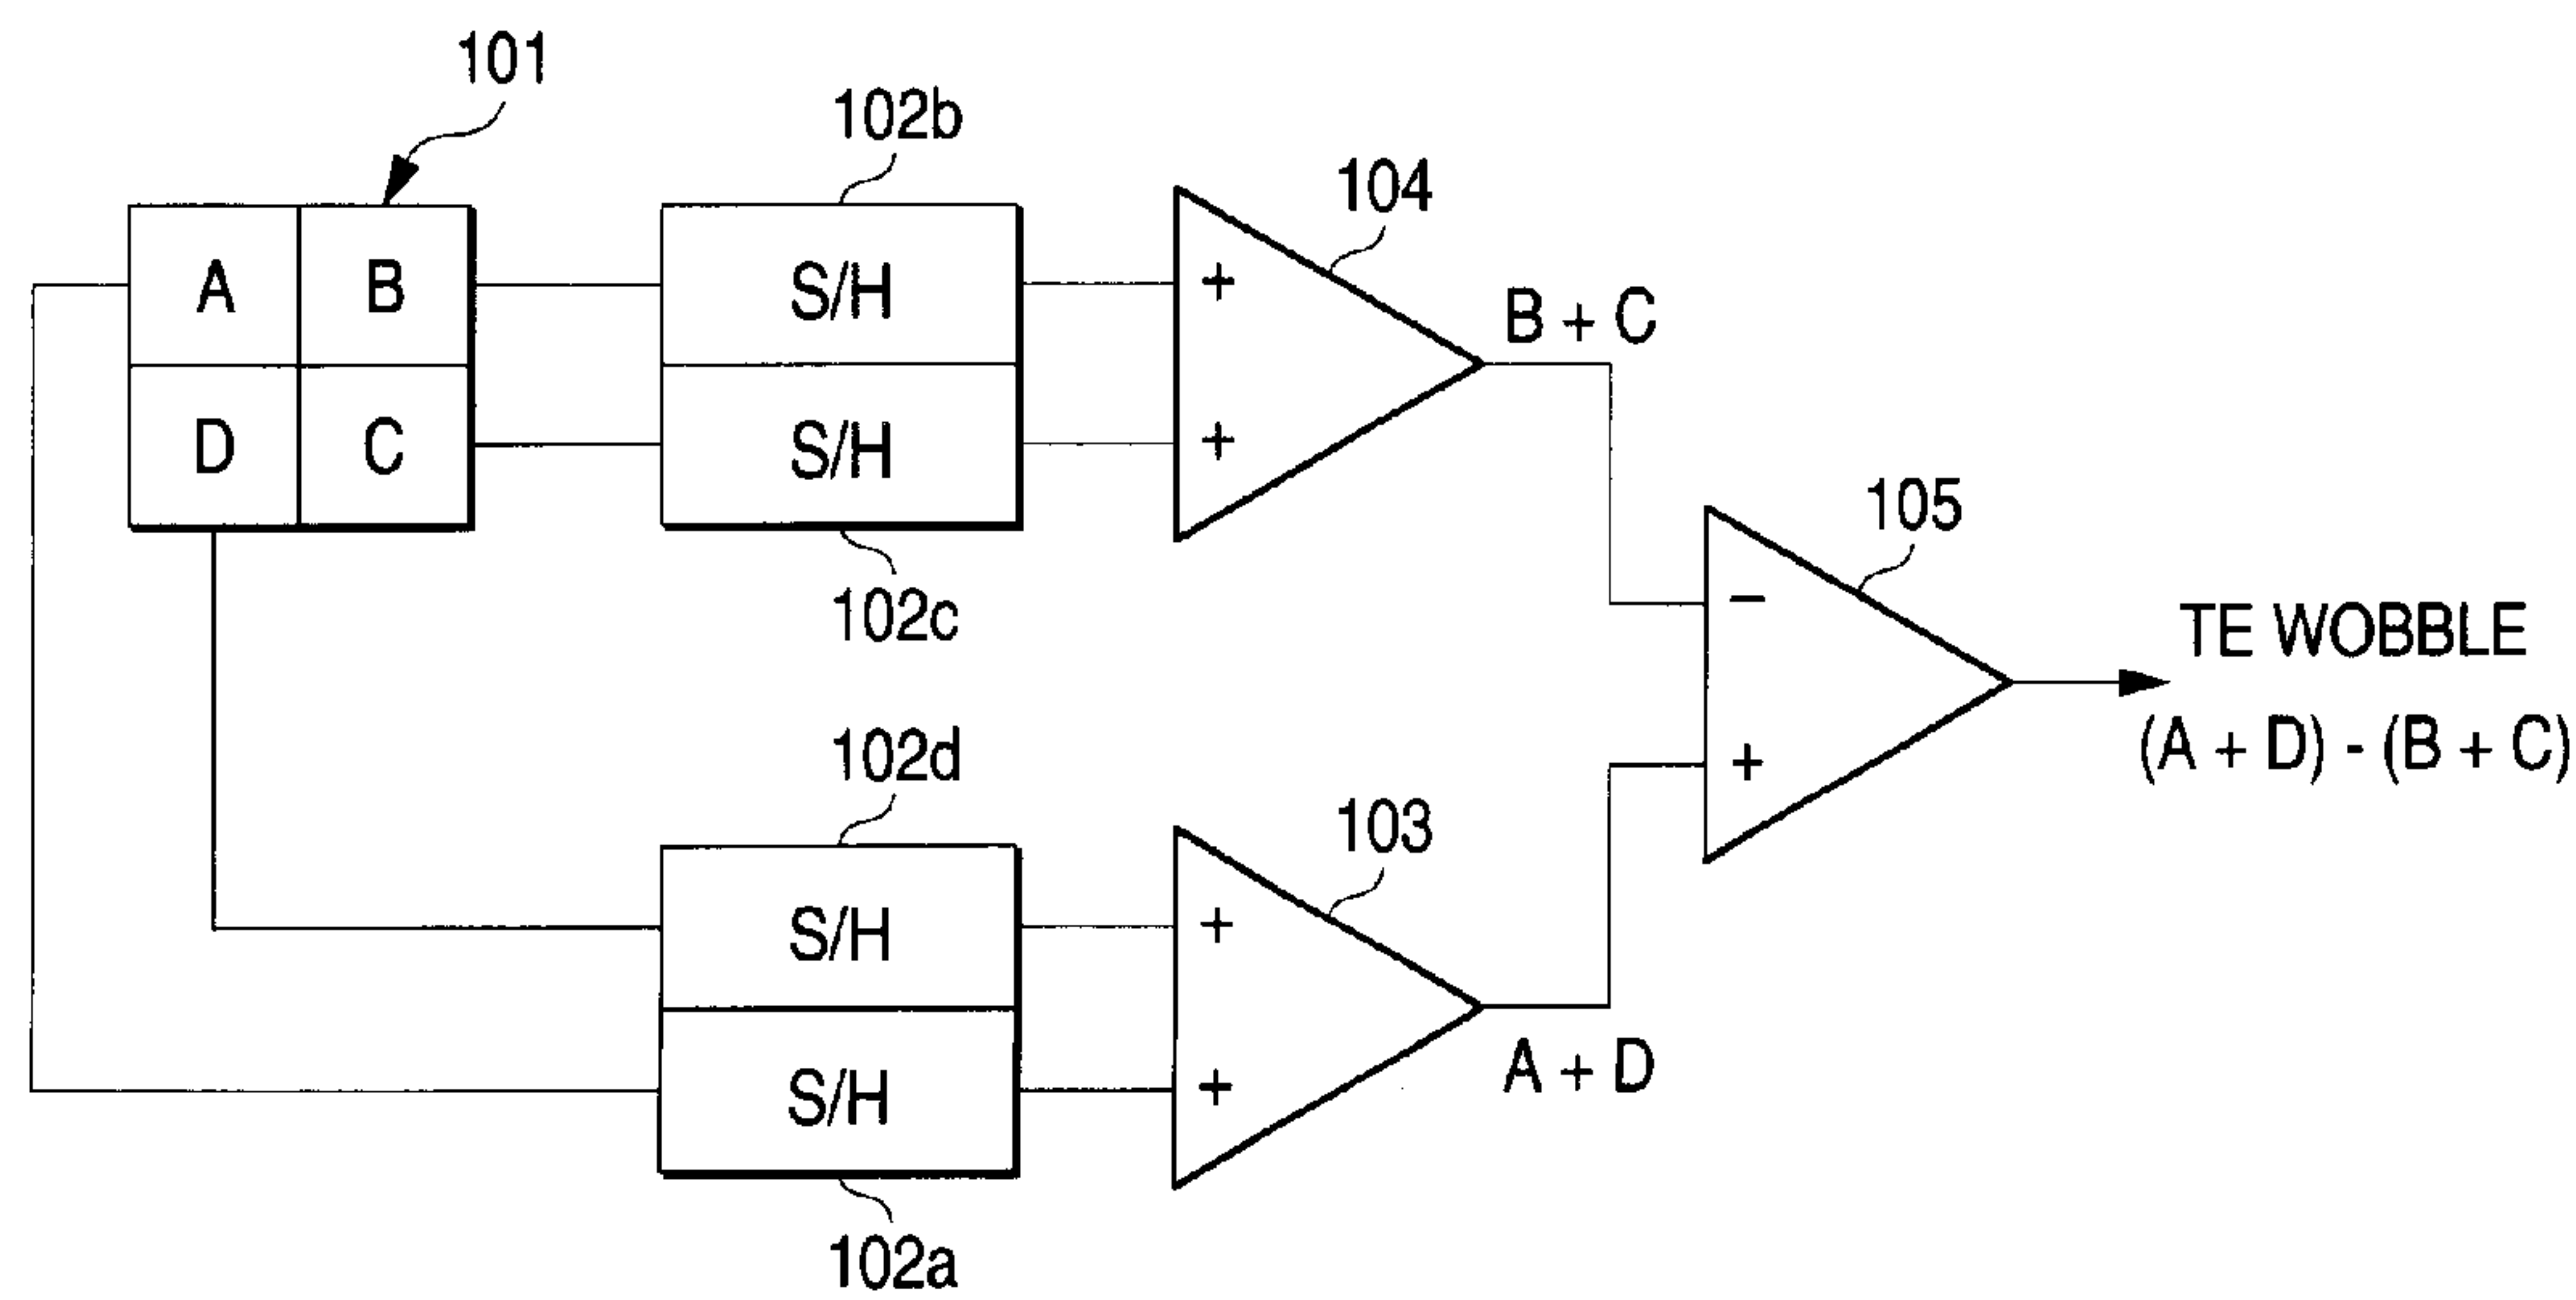 101
102b
104
A
B
S/H
+
B + C
D
C
S/H
+
102c
105
−
TE WOBBLE
(A + D) - (B + C)
+
102d
103
S/H
+
S/H
+
A + D
102a